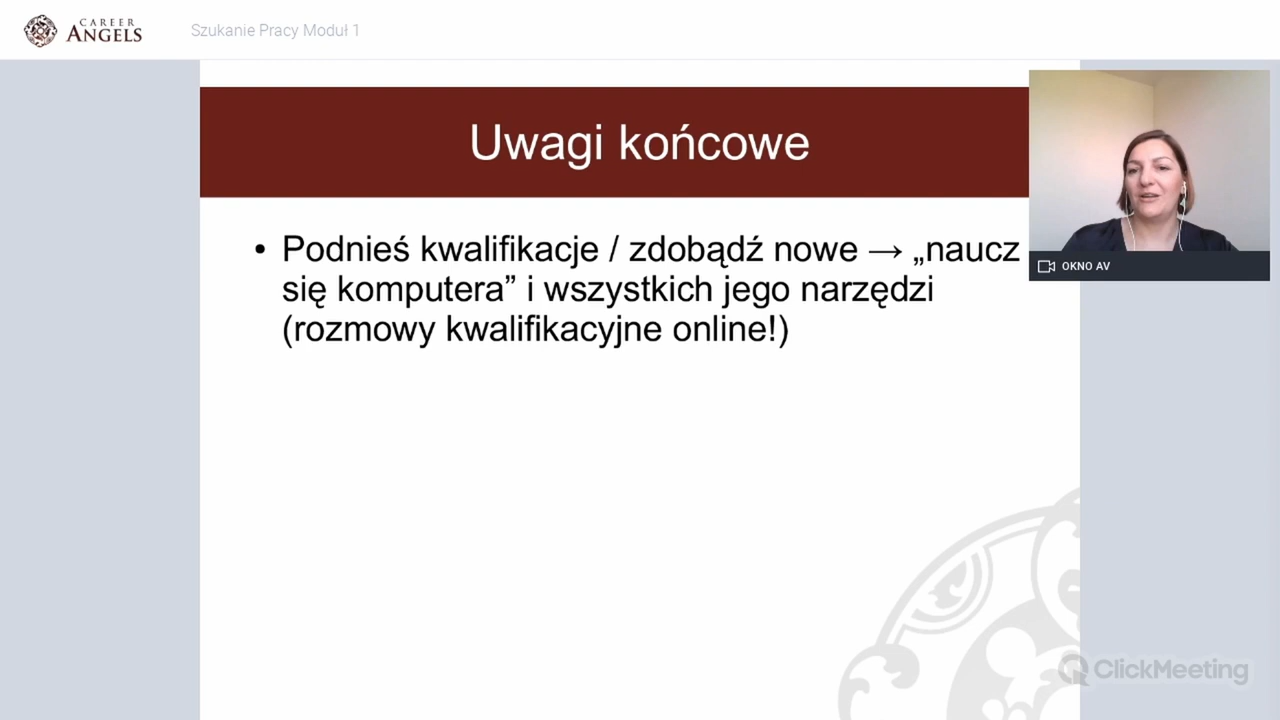 CAREER
ANGELS
Szukanie Pracy Moduł 1
Uwagi końcowe
• Podnieś kwalifikacje / zdobądź nowe → „naucz
się komputera” i wszystkich jego narzędzi
(rozmowy kwalifikacyjne online!)
OKNO AV
ClickMeeting